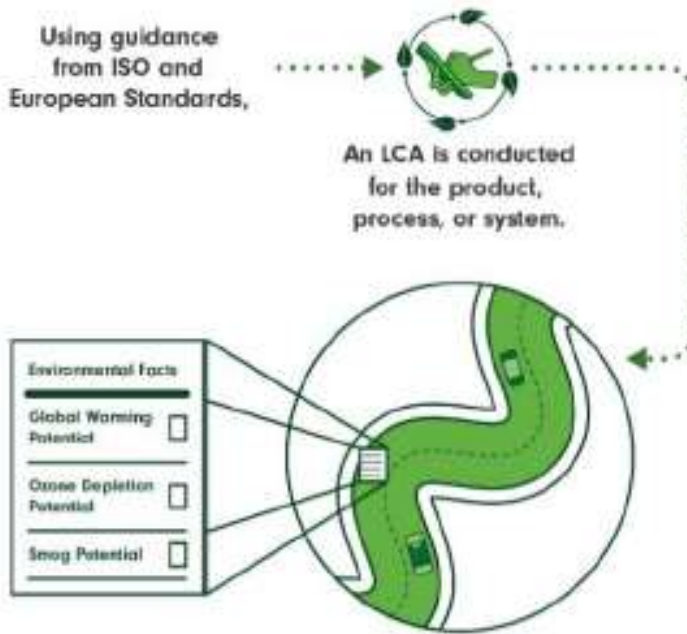 Using guidance
from ISO and
European Standards,
An LCA is conducted
for the product,
process, or system.
Environmental Facts
Global Warming
Potential
Ozone Depletion
Potential
Smog Potential